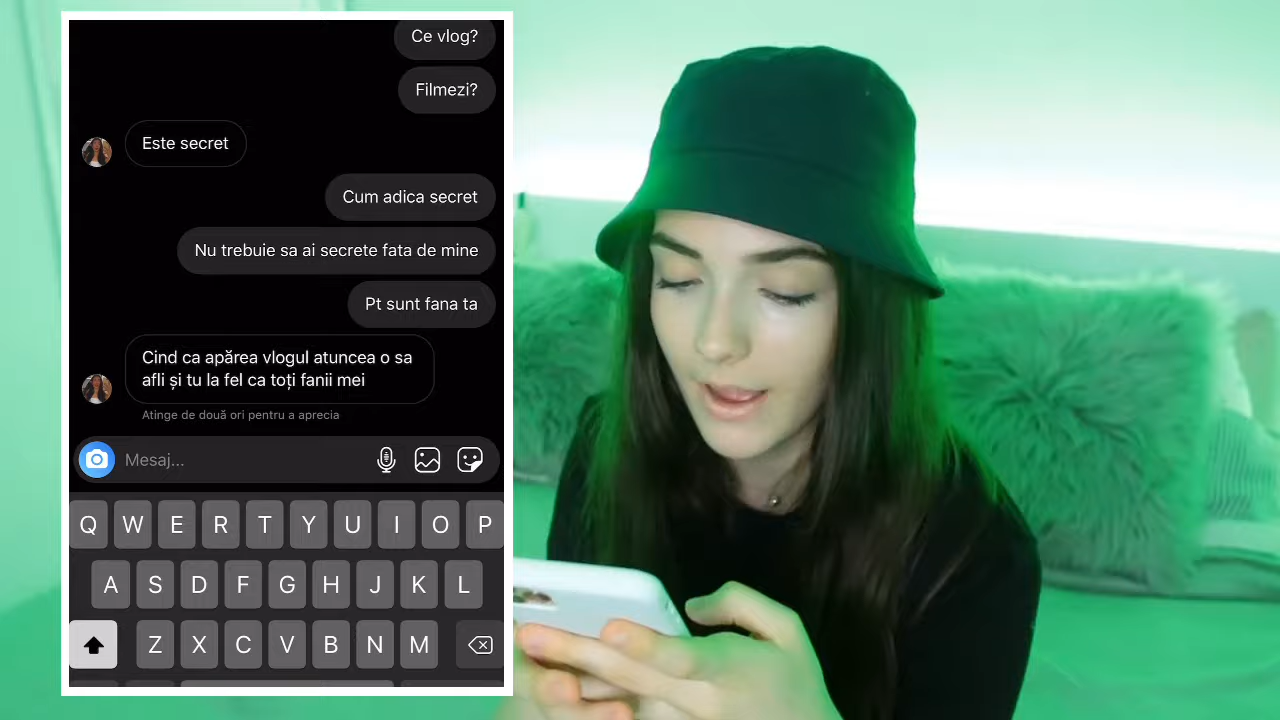 Ce vlog?
Filmezi?
Este secret
Cum adica secret
Nu trebuie sa ai secrete fata de mine
Pt sunt fana ta
Cind ca apărea vlogul atuncea o sa
afli și tu la fel ca toți fanii mei
Atinge de două ori pentru a aprecia
Mesaj...
Q W E R T Y U I O P
A S D F G H J K L
Z X C V B N M